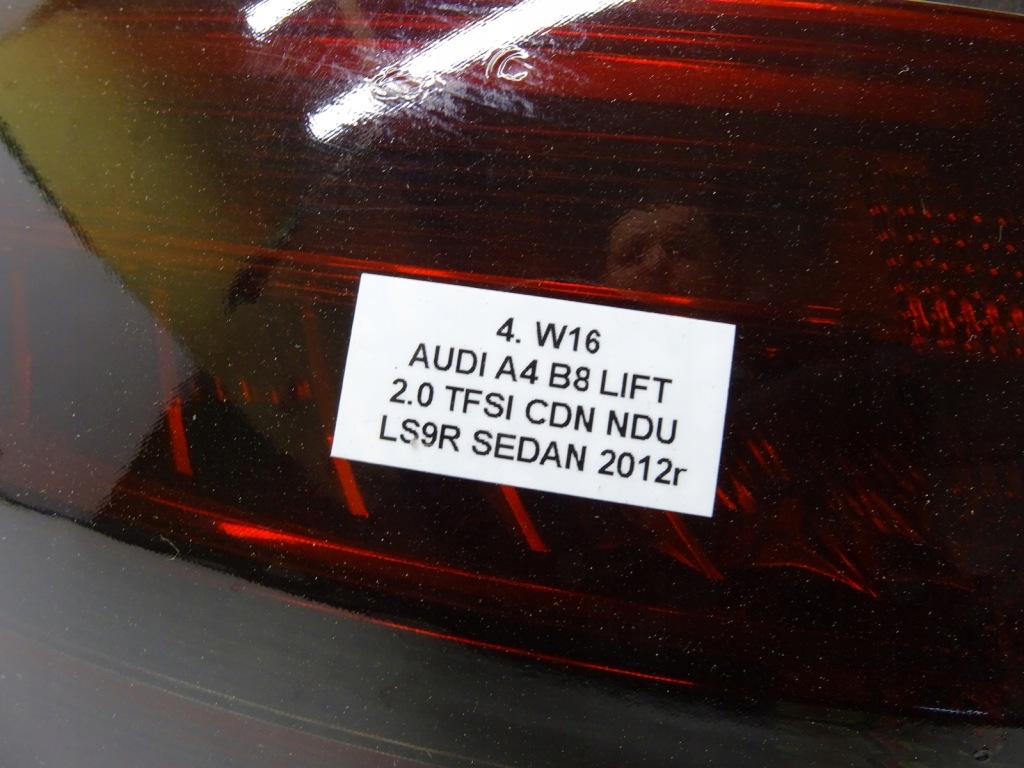 4. W16
AUDI A4 B8 LIFT
2.0 TFSI CDN NDU
LS9R SEDAN 2012r